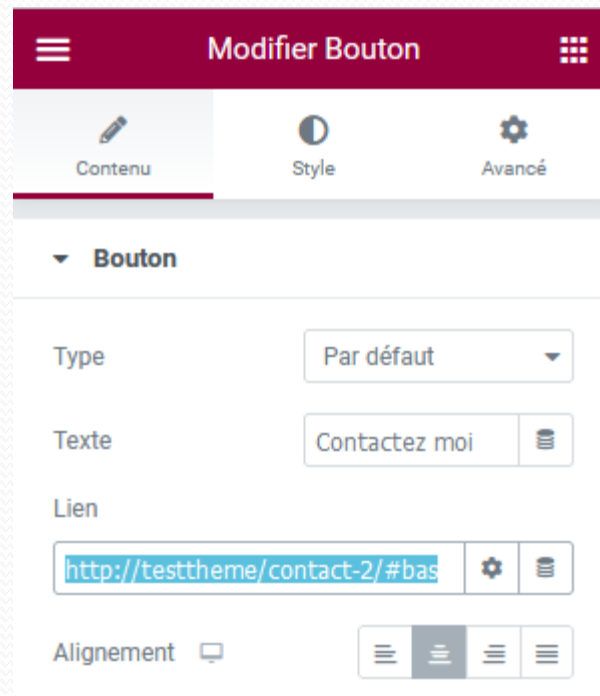 Modifier Bouton
Contenu Style Avancé
Bouton
Type Par défaut
Texte Contactez moi
Lien
http://testtheme/contact-2/#bas
Alignement